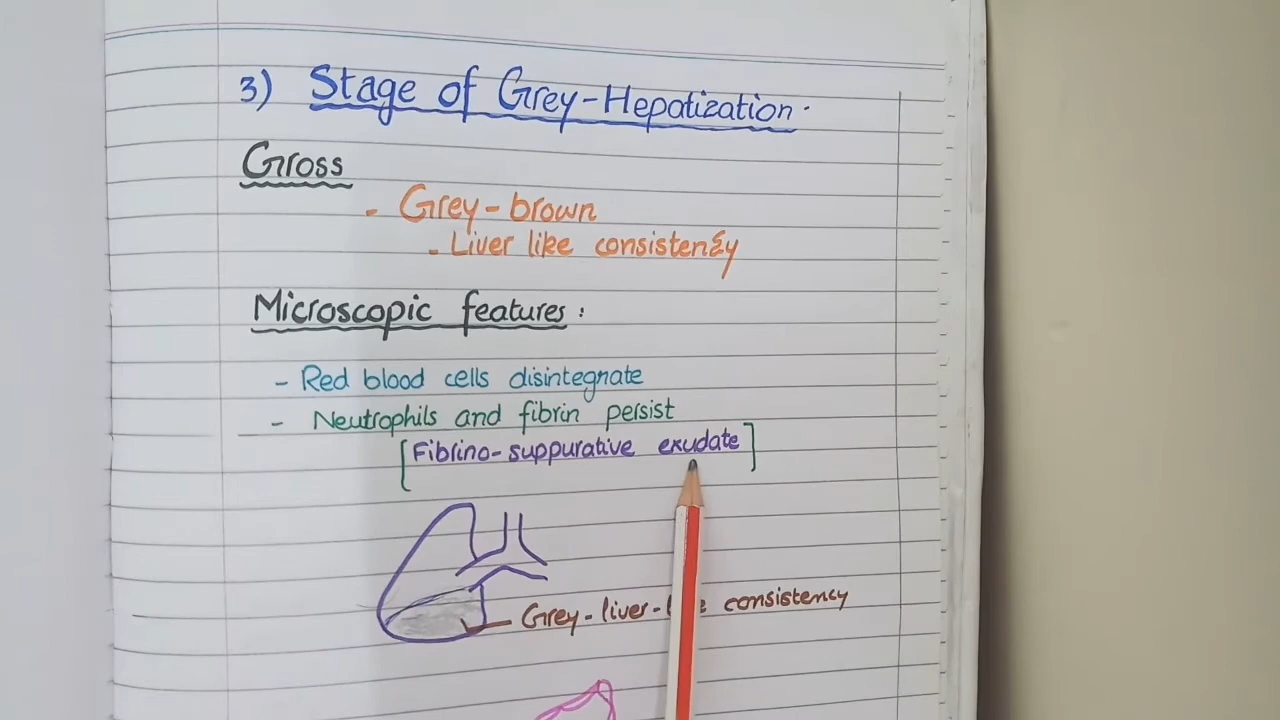 3) Stage of Grey-Hepatization.
Gross
- Grey-brown
- Liver like consistency
Microscopic features:
- Red blood cells disintegrate
- Neutrophils and fibrin persist
[Fibrino-suppurative exudate]
Grey-liver- consistency